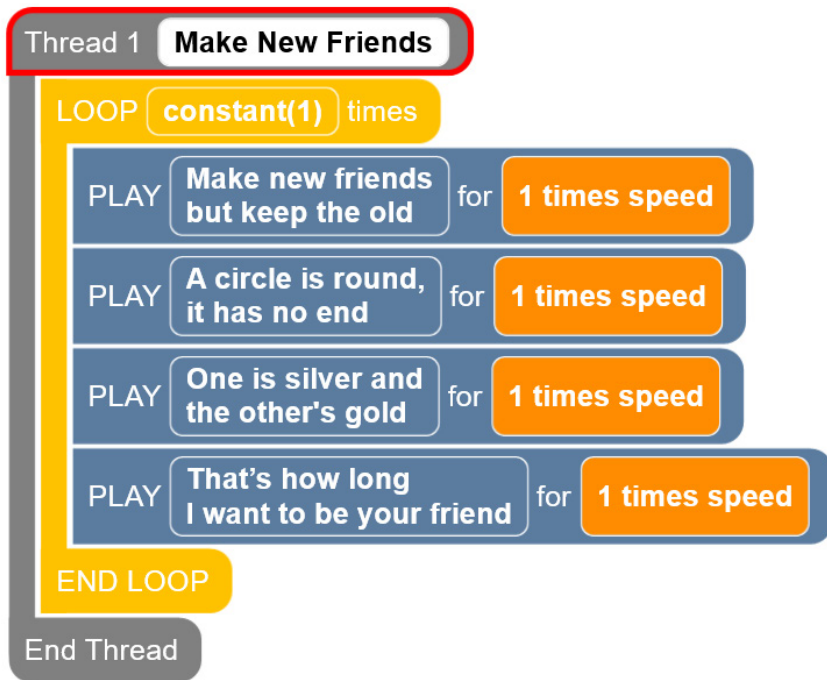 Thread 1 Make New Friends
LOOP constant(1) times
PLAY Make new friends but keep the old for 1 times speed
PLAY A circle is round, it has no end for 1 times speed
PLAY One is silver and the other's gold for 1 times speed
PLAY That’s how long I want to be your friend for 1 times speed
END LOOP
End Thread